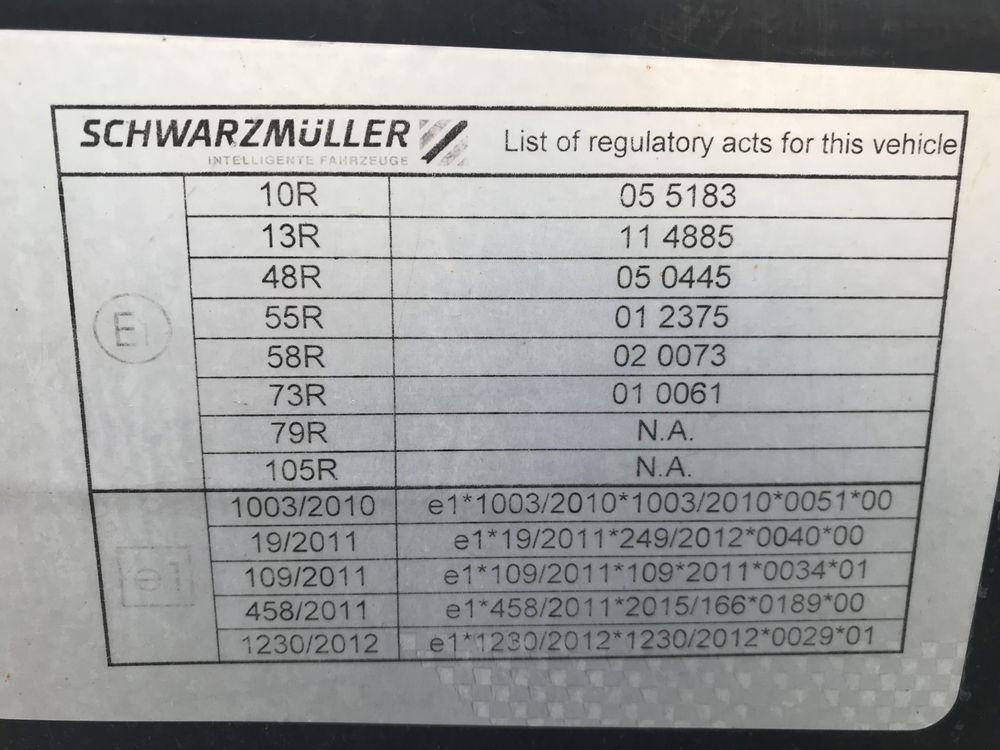 SCHWARZMÜLLER
INTELLIGENTE FAHRZEUGE
List of regulatory acts for this vehicle
E1
10R 05 5183
13R 11 4885
48R 05 0445
55R 01 2375
58R 02 0073
73R 01 0061
79R N.A.
105R N.A.
e1
1003/2010 e1*1003/2010*1003/2010*0051*00
19/2011 e1*19/2011*249/2012*0040*00
109/2011 e1*109/2011*109*2011*0034*01
458/2011 e1*458/2011*2015/166*0189*00
1230/2012 e1*1230/2012*1230/2012*0029*01